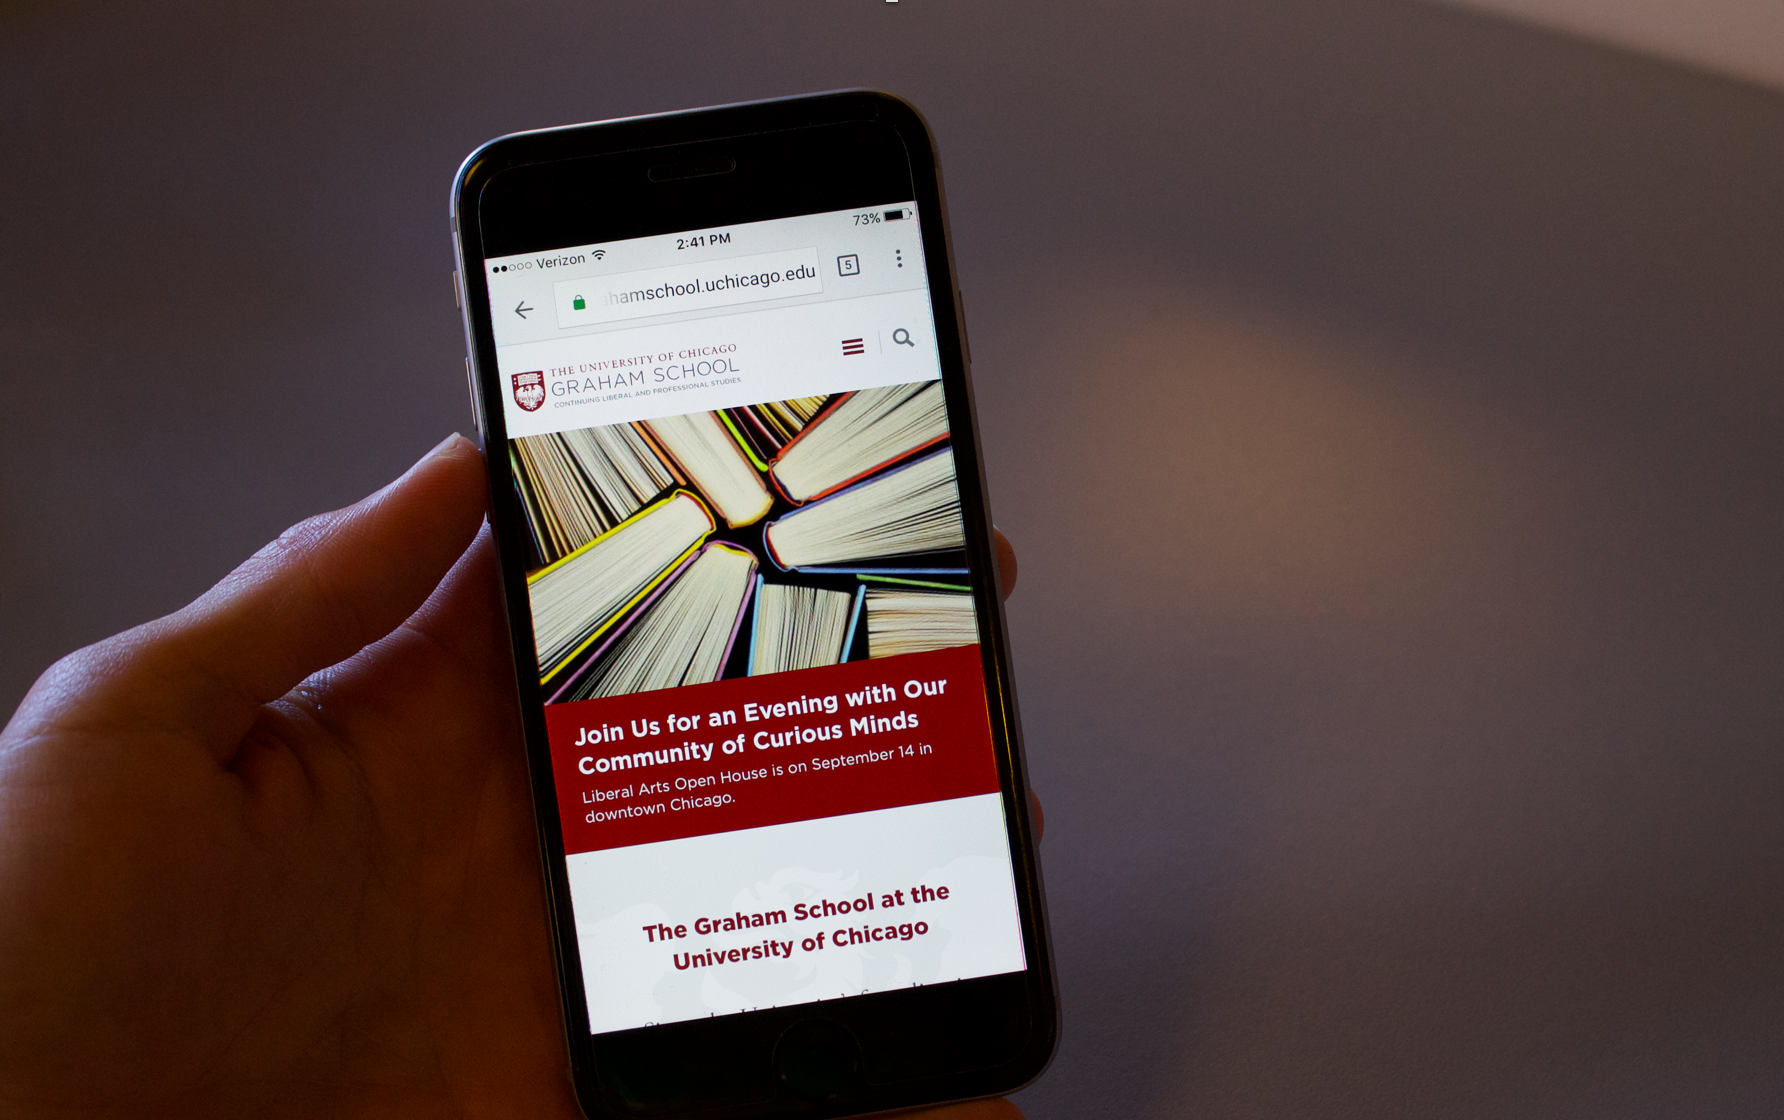 Verizon 2:41 PM 73%
hamschool.uchicago.edu 5
THE UNIVERSITY OF CHICAGO
GRAHAM SCHOOL
CONTINUING LIBERAL AND PROFESSIONAL STUDIES
Join Us for an Evening with Our
Community of Curious Minds
Liberal Arts Open House is on September 14 in
downtown Chicago.
The Graham School at the
University of Chicago